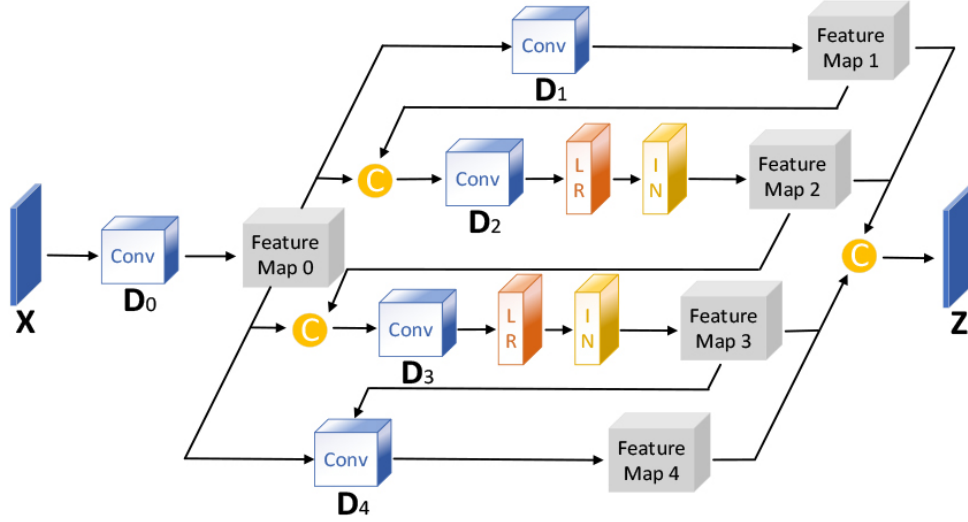 Conv
D1
Feature
Map 1
C
Conv
D2
L
R
I
N
Feature
Map 2
X
Conv
D0
Feature
Map 0
C
Z
C
Conv
D3
L
R
I
N
Feature
Map 3
Conv
D4
Feature
Map 4